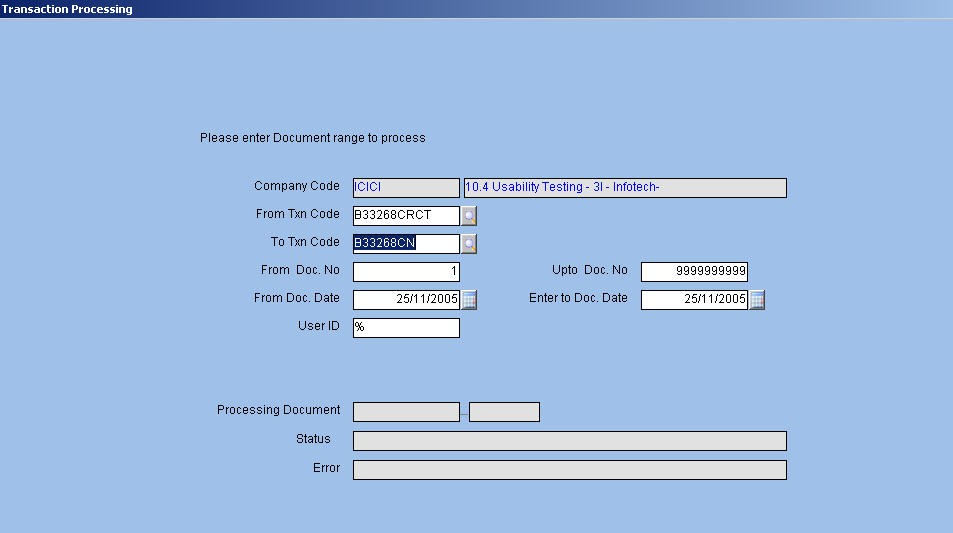 Transaction Processing
Please enter Document range to process
Company Code ICICI 10.4 Usability Testing - 3I - Infotech-
From Txn Code B33268CRCT
To Txn Code B33268CN
From Doc. No 1 Upto Doc. No 9999999999
From Doc. Date 25/11/2005 Enter to Doc. Date 25/11/2005
User ID %
Processing Document
Status
Error